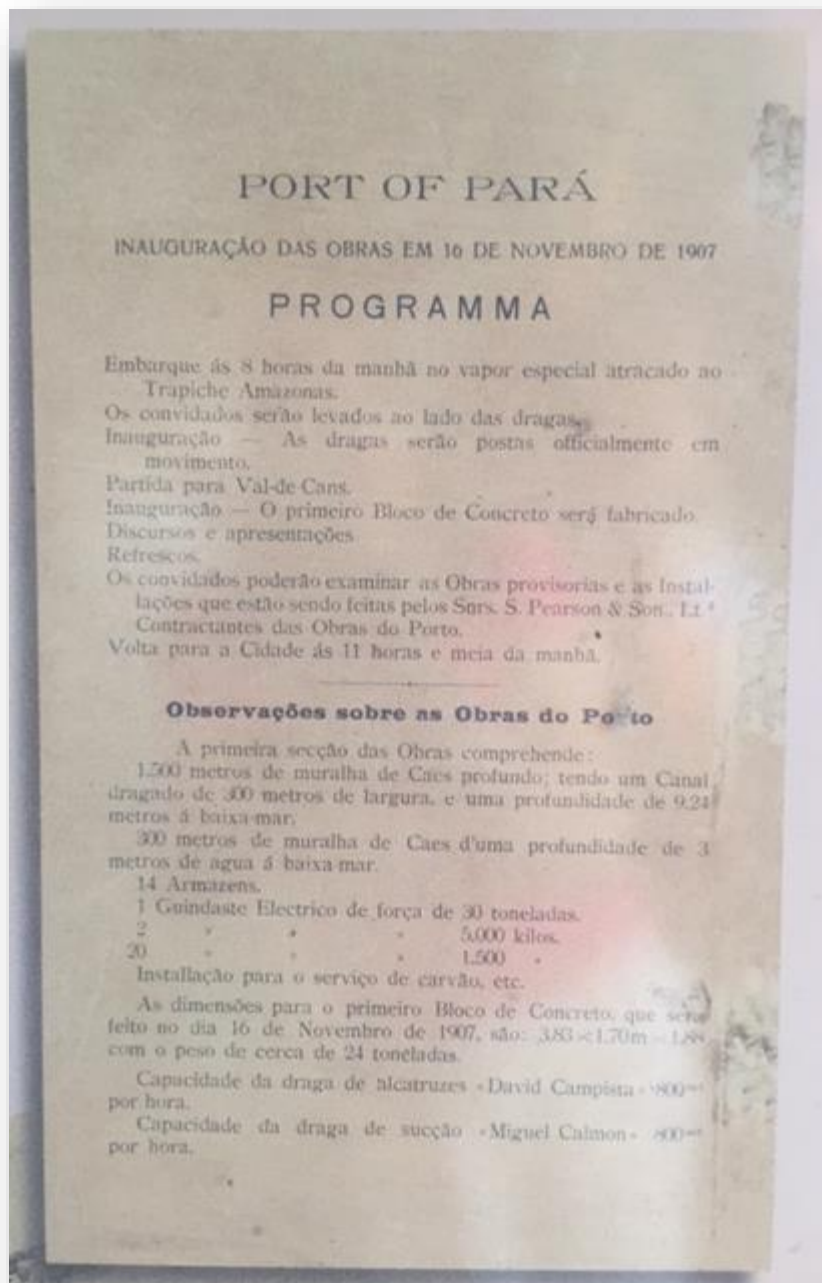 PORT OF PARÁ
INAUGURAÇÃO DAS OBRAS EM 16 DE NOVEMBRO DE 1907
PROGRAMMA
Embarque ás 8 horas da manhã no vapor especial atracado ao
Trapiche Amazonas.
Os convidados serão levados ao lado das dragas.
Inauguração — As dragas serão postas officialmente em
movimento.
Partida para Val-de-Cans.
Inauguração — O primeiro Bloco de Concreto será fabricado.
Discursos e apresentações
Refrescos.
Os convidados poderão examinar as Obras provisorias e as Instal-
lações que estão sendo feitas pelos Snrs. S. Pearson & Son., Lt.ᵈ
Contractantes das Obras do Porto.
Volta para a Cidade ás 11 horas e meia da manhã.
Observações sobre as Obras do Porto
A primeira secção das Obras comprehende:
1.500 metros de muralha de Caes profundo; tendo um Canal
dragado de 300 metros de largura, e uma profundidade de 9,24
metros á baixa-mar.
300 metros de muralha de Caes d'uma profundidade de 3
metros de agua á baixa-mar.
14 Armazens.
1 Guindaste Electrico de força de 30 toneladas.
2 » » » 5.000 kilos.
20 » » » 1.500 »
Installação para o serviço de carvão, etc.
As dimensões para o primeiro Bloco de Concreto, que será
feito no dia 16 de Novembro de 1907, são: 3,83×1.70m×1,88
com o peso de cerca de 24 toneladas.
Capacidade da draga de alcatruzes «David Campista» 800
por hora.
Capacidade da draga de sucção «Miguel Calmon» 800
por hora.